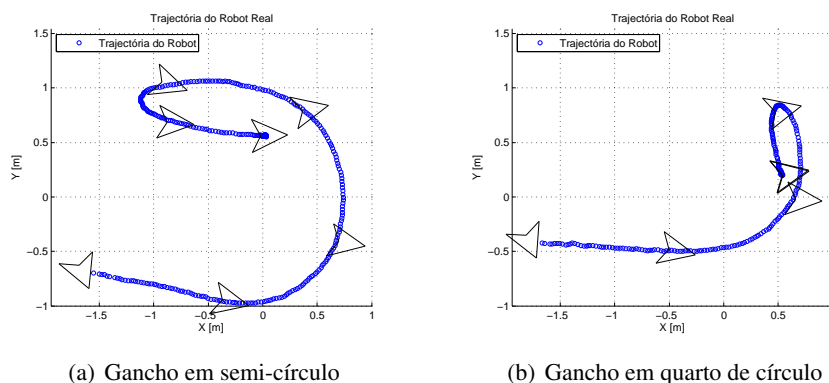 Trajectória do Robot Real
Trajectória do Robot
1.5
1
0.5
0
−0.5
−1
Y [m]
−1.5
−1
−0.5
0
0.5
1
X [m]
(a) Gancho em semi-círculo
Trajectória do Robot Real
Trajectória do Robot
1.5
1
0.5
0
−0.5
−1
Y [m]
−1.5
−1
−0.5
0
0.5
1
X [m]
(b) Gancho em quarto de círculo